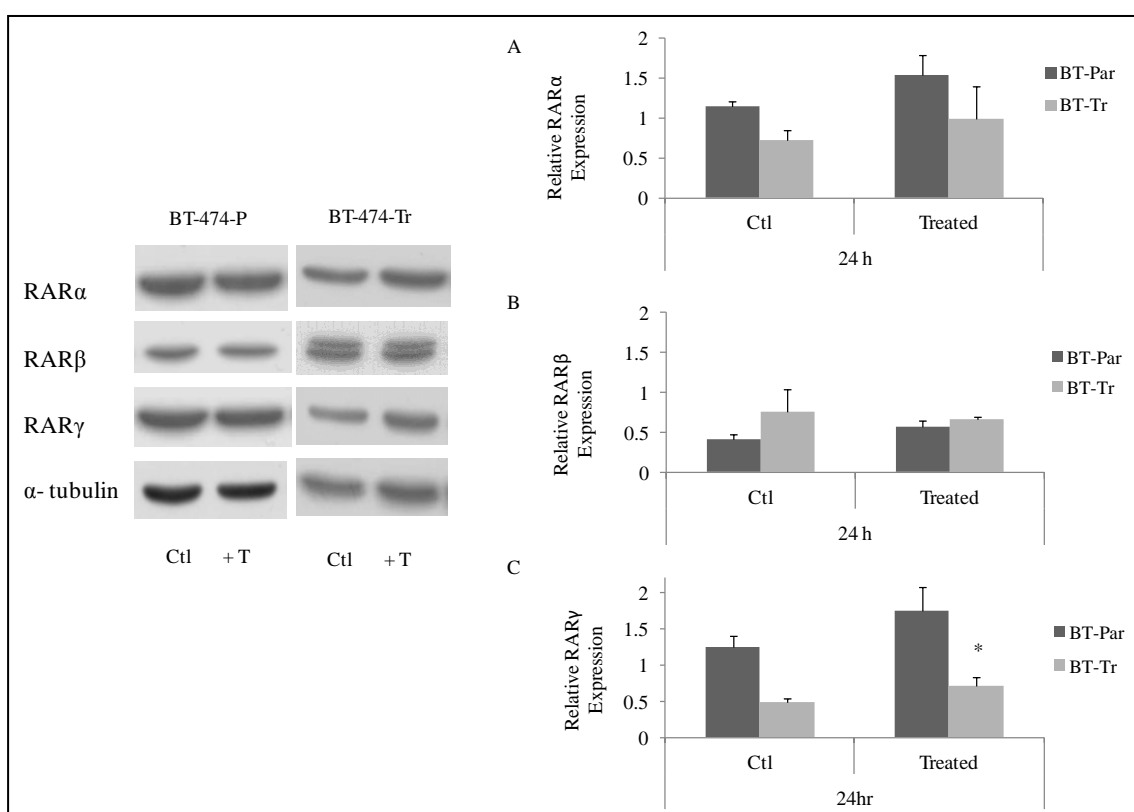 BT-474-P BT-474-Tr
RARα
RARβ
RARγ
α- tubulin
Ctl + T Ctl + T
A
Relative RARα
Expression
2
1.5
1
0.5
0
Ctl Treated
24 h
BT-Par
BT-Tr
B
Relative RARβ
Expression
2
1.5
1
0.5
0
Ctl Treated
24 h
BT-Par
BT-Tr
C
Relative RARγ
Expression
2
1.5
1
0.5
0
*
Ctl Treated
24hr
BT-Par
BT-Tr